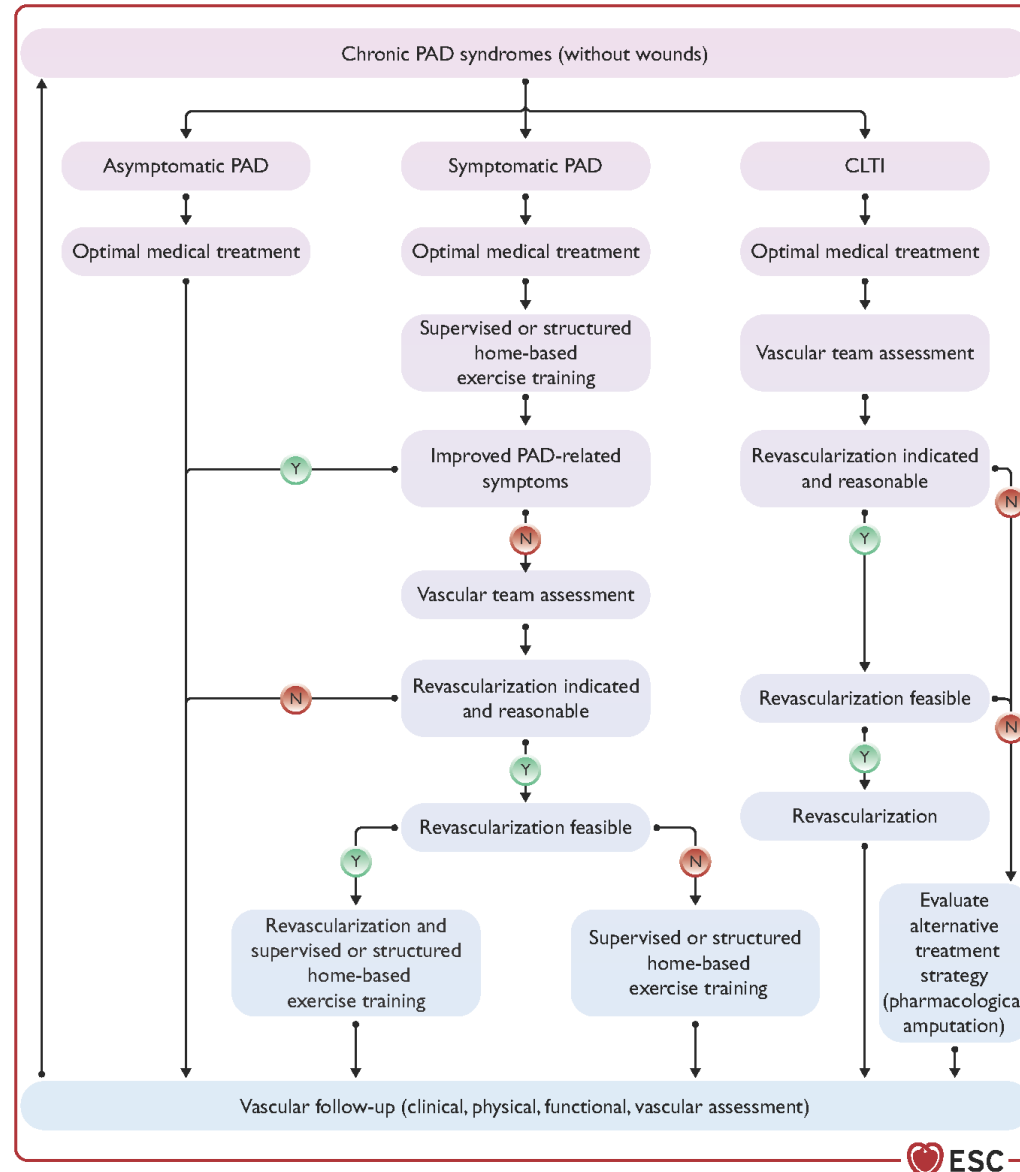 Chronic PAD syndromes (without wounds)
Asymptomatic PAD
Symptomatic PAD
CLTI
Optimal medical treatment
Optimal medical treatment
Optimal medical treatment
Supervised or structured
home-based
exercise training
Vascular team assessment
Y
Improved PAD-related
symptoms
Revascularization indicated
and reasonable
N
N
Y
Vascular team assessment
N
Revascularization indicated
and reasonable
Revascularization feasible
N
Y
Y
Revascularization
Revascularization feasible
Y
N
Revascularization and
supervised or structured
home-based
exercise training
Supervised or structured
home-based
exercise training
Evaluate
alternative
treatment
strategy
(pharmacological
amputation)
Vascular follow-up (clinical, physical, functional, vascular assessment)
ESC